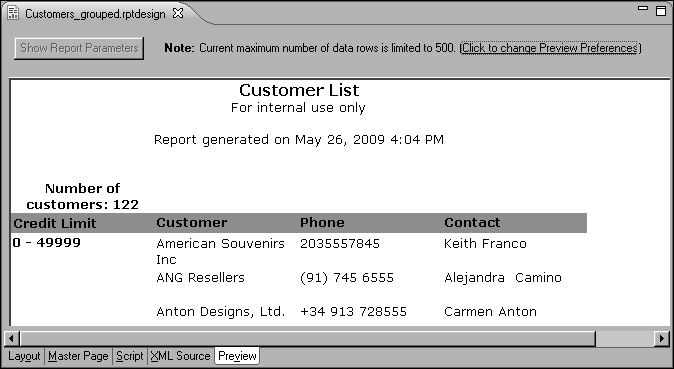 Customers_grouped.rptdesign
Show Report Parameters Note: Current maximum number of data rows is limited to 500. (Click to change Preview Preferences)
Customer List
For internal use only
Report generated on May 26, 2009 4:04 PM
Number of
customers: 122
Credit Limit Customer Phone Contact
0 - 49999 American Souvenirs 2035557845 Keith Franco
Inc
ANG Resellers (91) 745 6555 Alejandra Camino
Anton Designs, Ltd. +34 913 728555 Carmen Anton
Layout Master Page Script XML Source Preview